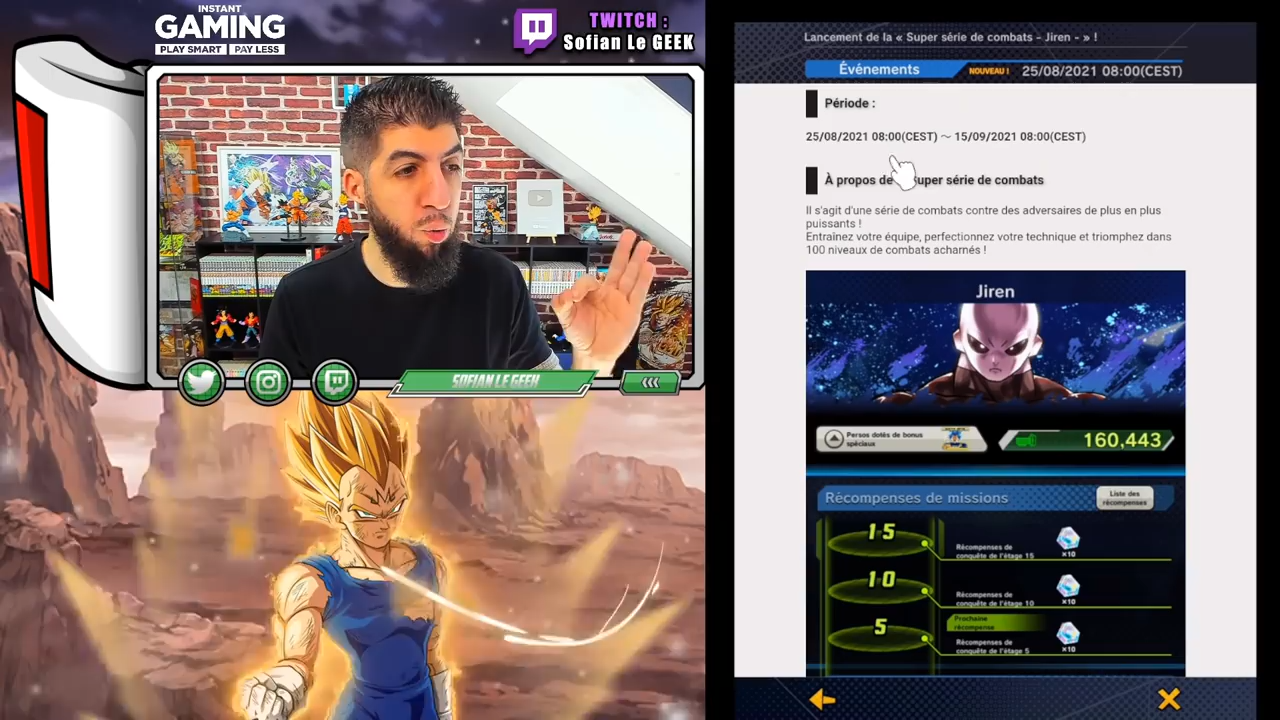 INSTANT
GAMING
PLAY SMART | PAY LESS
TWITCH :
Sofian Le GEEK
SOFIAN LE GEEK
Lancement de la « Super série de combats - Jiren - » !
Événements
NOUVEAU !
25/08/2021 08:00(CEST)
Période :
25/08/2021 08:00(CEST) ～ 15/09/2021 08:00(CEST)
À propos de uper série de combats
Il s'agit d'une série de combats contre des adversaires de plus en plus
puissants !
Entraînez votre équipe, perfectionnez votre technique et triomphez dans
100 niveaux de combats acharnés !
Jiren
Persos dotés de bonus
spéciaux
160,443
Récompenses de missions
Liste des
récompenses
15
Récompenses de
conquête de l'étage 15
×10
10
Récompenses de
conquête de l'étage 10
×10
Prochaine
récompense
5
Récompenses de
conquête de l'étage 5
×10